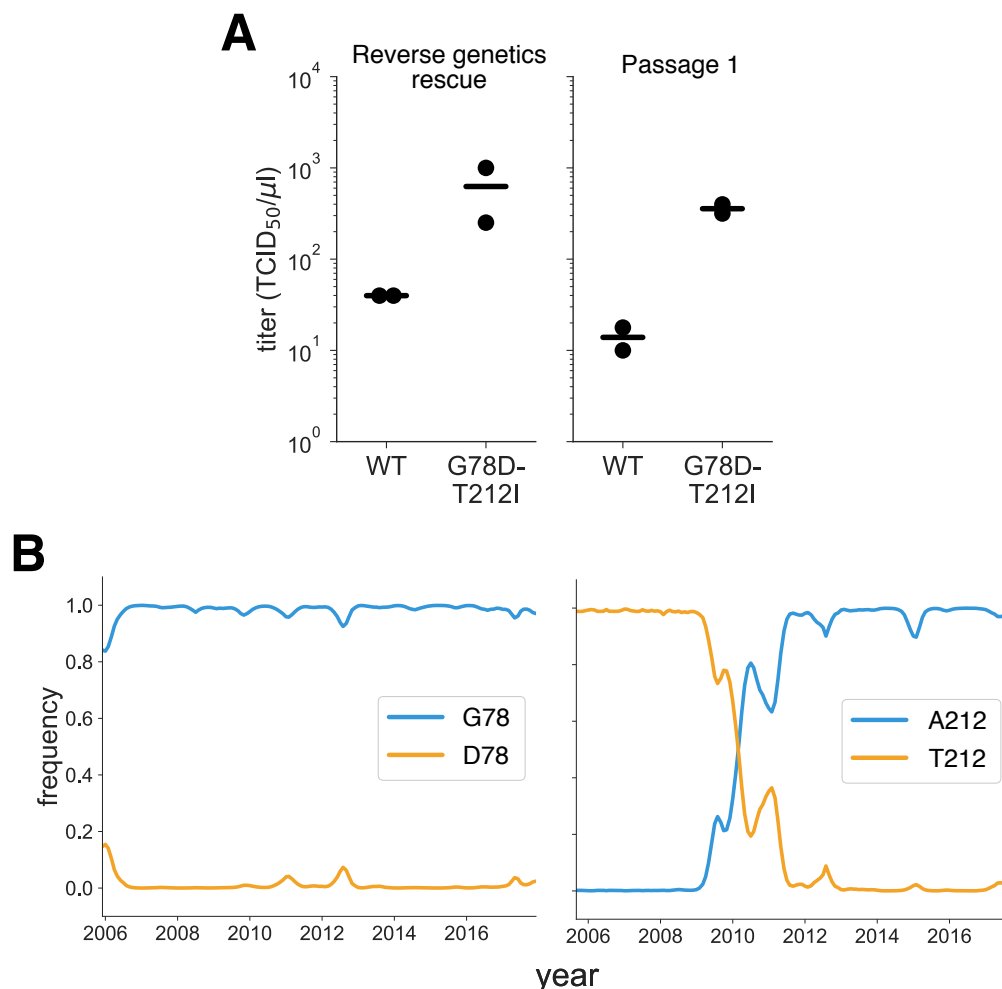 A
Reverse genetics
rescue
Passage 1
titer (TCID50/µl)
10^4
10^3
10^2
10^1
10^0
WT
G78D-
T212I
WT
G78D-
T212I
B
frequency
1.0
0.8
0.6
0.4
0.2
0.0
G78
D78
2006 2008 2010 2012 2014 2016
A212
T212
2006 2008 2010 2012 2014 2016
year